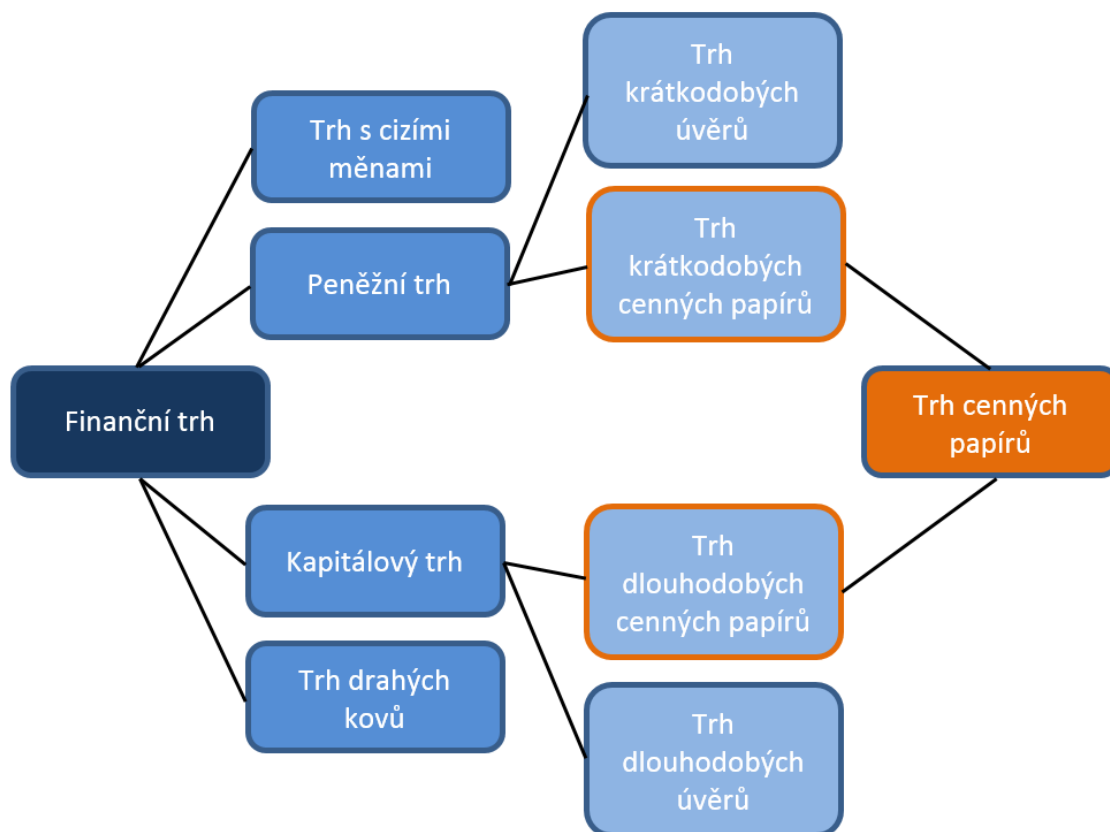 Trh
krátkodobých
úvěrů
Trh s cizími
měnami
Trh
krátkodobých
cenných papírů
Peněžní trh
Finanční trh
Trh cenných
papírů
Kapitálový trh
Trh
dlouhodobých
cenných papírů
Trh drahých
kovů
Trh
dlouhodobých
úvěrů